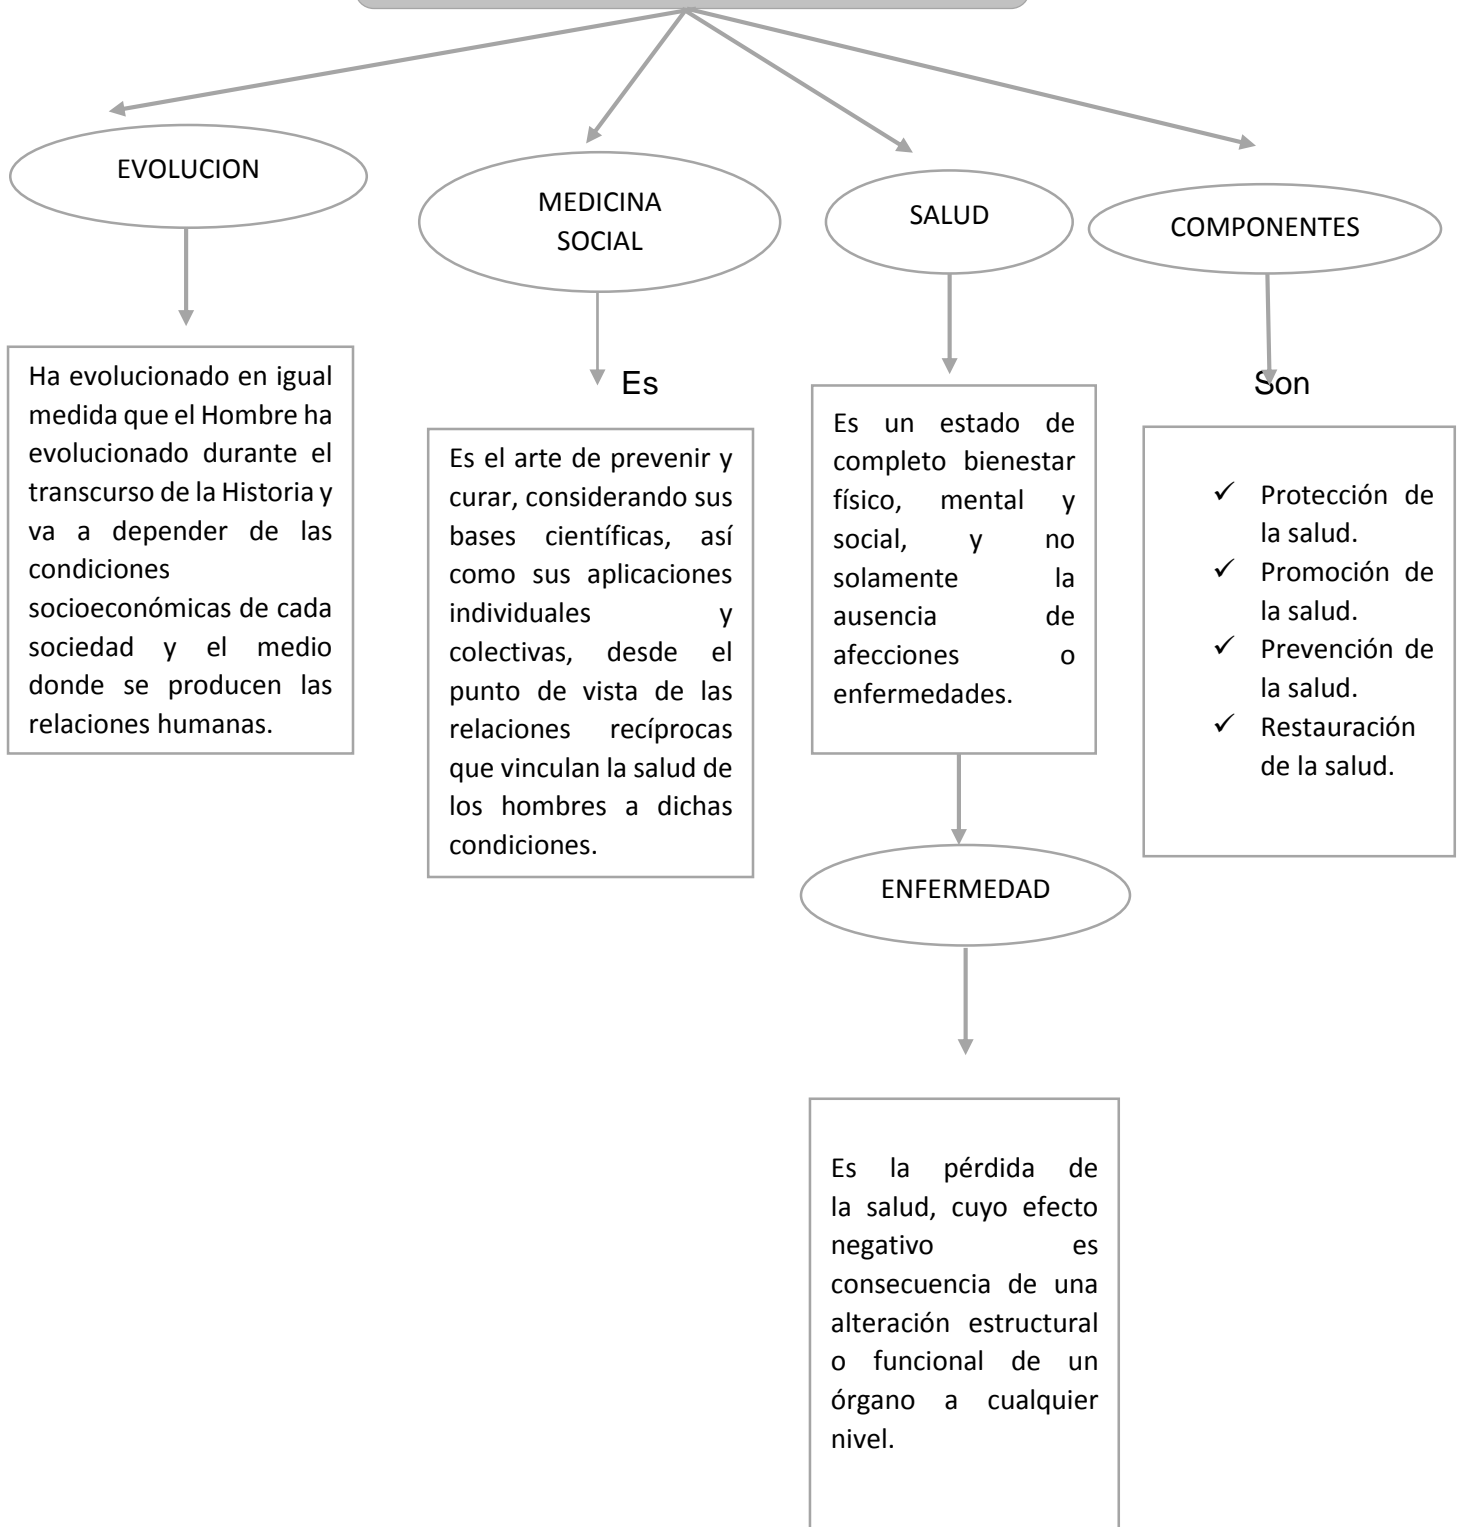 EVOLUCION
Ha evolucionado en igual
medida que el Hombre ha
evolucionado durante el
transcurso de la Historia y
va a depender de las
condiciones
socioeconómicas de cada
sociedad y el medio
donde se producen las
relaciones humanas.
MEDICINA
SOCIAL
Es
Es el arte de prevenir y
curar, considerando sus
bases científicas, así
como sus aplicaciones
individuales y
colectivas, desde el
punto de vista de las
relaciones recíprocas
que vinculan la salud de
los hombres a dichas
condiciones.
SALUD
Es un estado de
completo bienestar
físico, mental y
social, y no
solamente la
ausencia de
afecciones o
enfermedades.
ENFERMEDAD
Es la pérdida de
la salud, cuyo efecto
negativo es
consecuencia de una
alteración estructural
o funcional de un
órgano a cualquier
nivel.
COMPONENTES
Son
✓ Protección de
la salud.
✓ Promoción de
la salud.
✓ Prevención de
la salud.
✓ Restauración
de la salud.